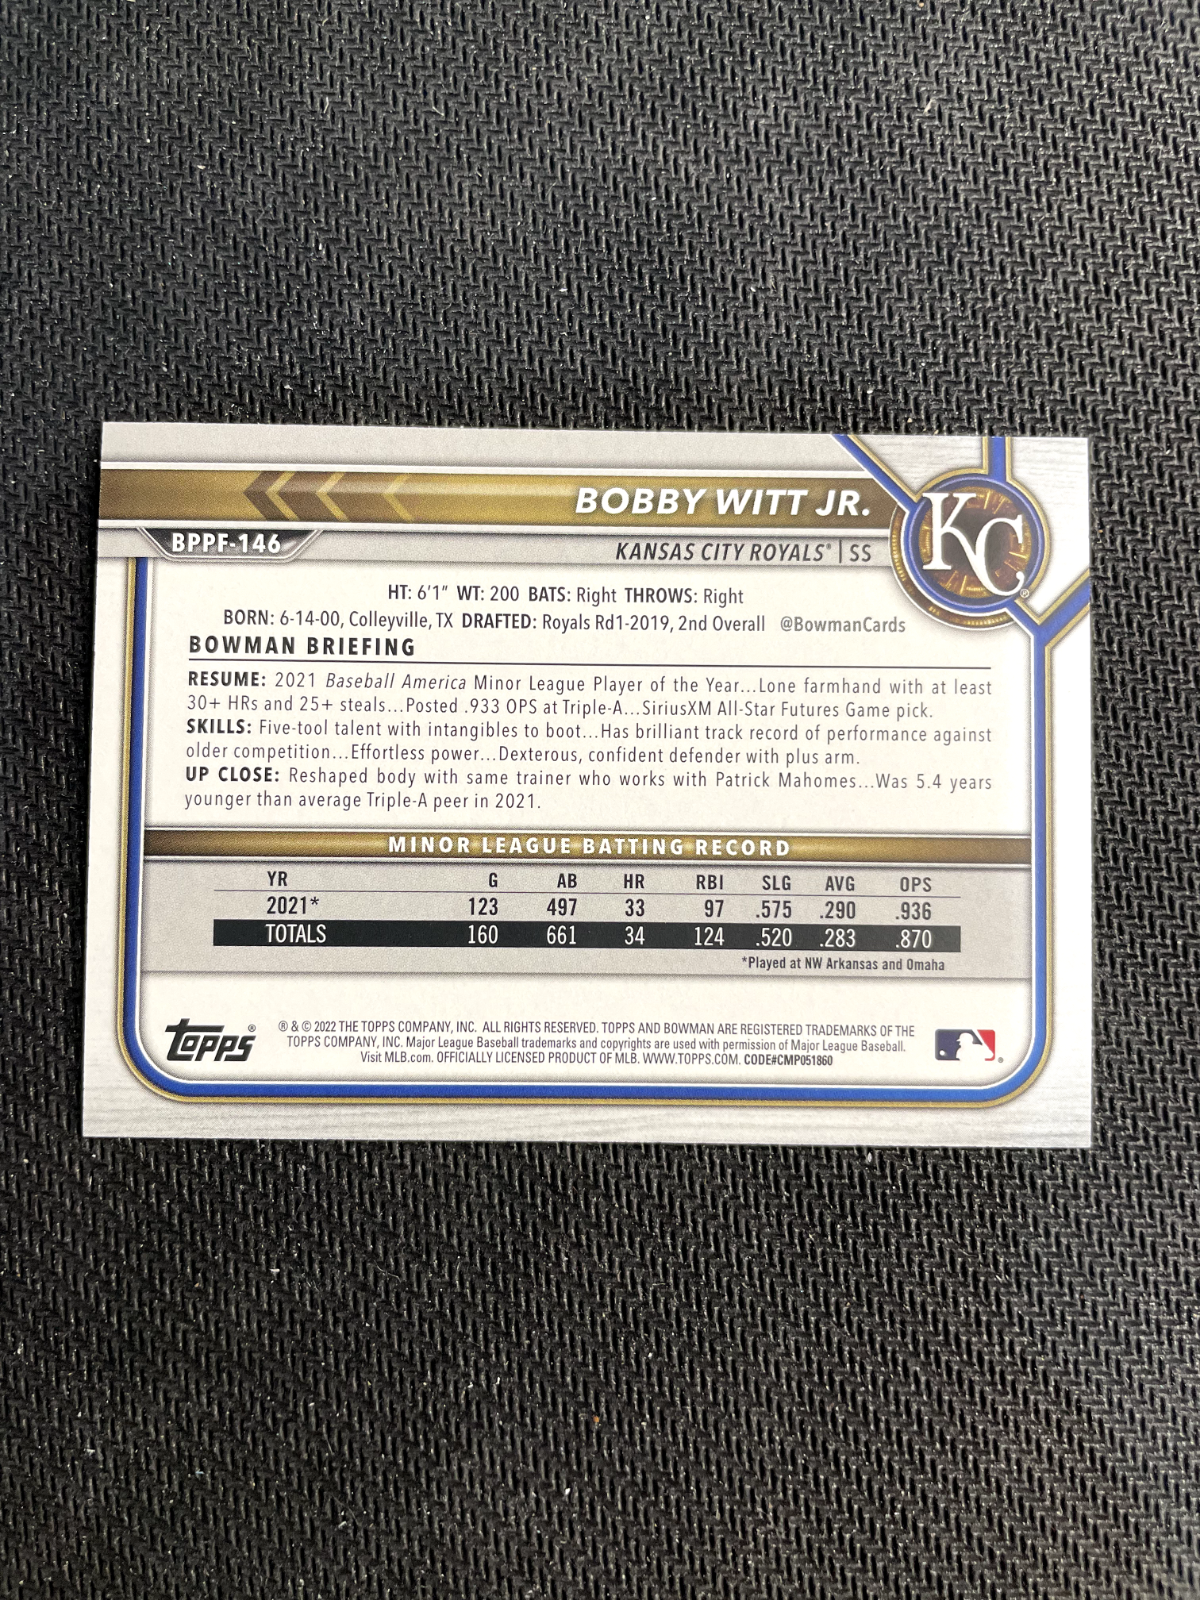 BOBBY WITT JR.
BPPF-146
KANSAS CITY ROYALS® | SS
KC®
HT: 6'1" WT: 200 BATS: Right THROWS: Right
BORN: 6-14-00, Colleyville, TX DRAFTED: Royals Rd1-2019, 2nd Overall @BowmanCards
BOWMAN BRIEFING
RESUME: 2021 Baseball America Minor League Player of the Year...Lone farmhand with at least
30+ HRs and 25+ steals...Posted .933 OPS at Triple-A...SiriusXM All-Star Futures Game pick.
SKILLS: Five-tool talent with intangibles to boot...Has brilliant track record of performance against
older competition...Effortless power...Dexterous, confident defender with plus arm.
UP CLOSE: Reshaped body with same trainer who works with Patrick Mahomes...Was 5.4 years
younger than average Triple-A peer in 2021.
MINOR LEAGUE BATTING RECORD
YR G AB HR RBI SLG AVG OPS
2021* 123 497 33 97 .575 .290 .936
TOTALS 160 661 34 124 .520 .283 .870
*Played at NW Arkansas and Omaha
topps®
® & © 2022 THE TOPPS COMPANY, INC. ALL RIGHTS RESERVED. TOPPS AND BOWMAN ARE REGISTERED TRADEMARKS OF THE
TOPPS COMPANY, INC. Major League Baseball trademarks and copyrights are used with permission of Major League Baseball.
Visit MLB.com. OFFICIALLY LICENSED PRODUCT OF MLB. WWW.TOPPS.COM. CODE#CMP051860